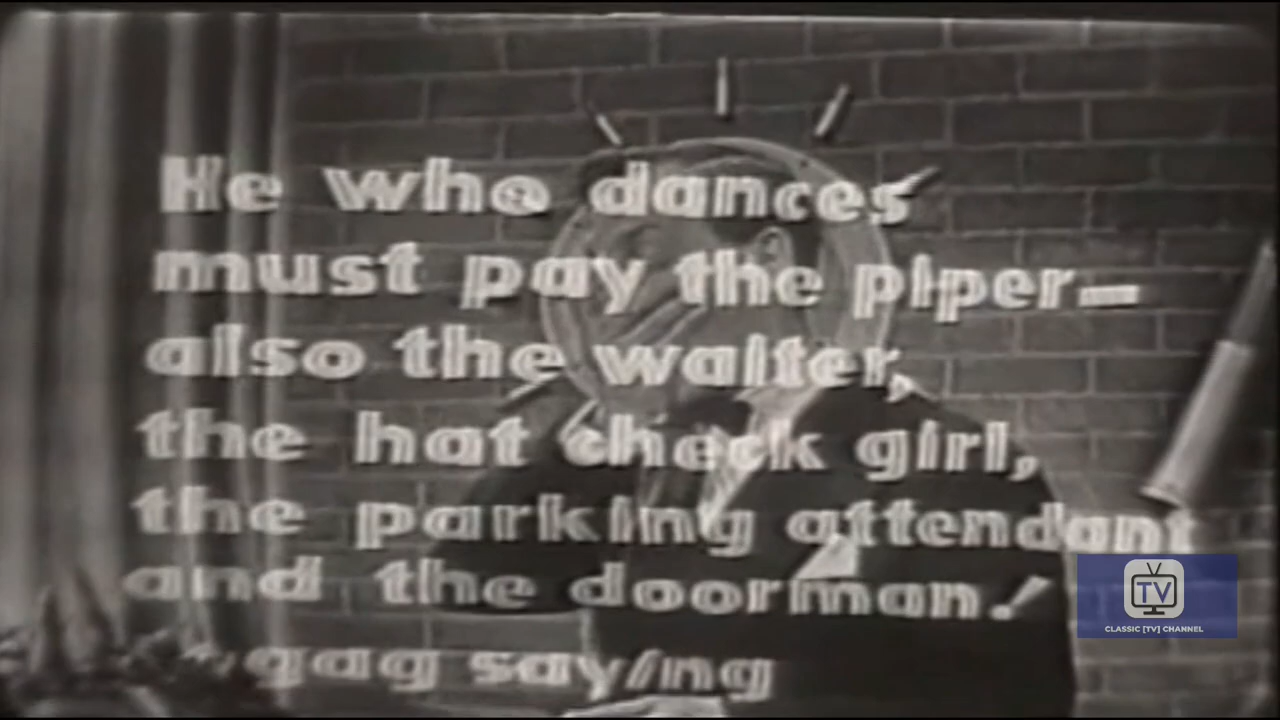 He who dances
must pay the piper—
also the waiter,
the hat check girl,
the parking attendant
and the doorman.
gag saying
TV
CLASSIC [TV] CHANNEL